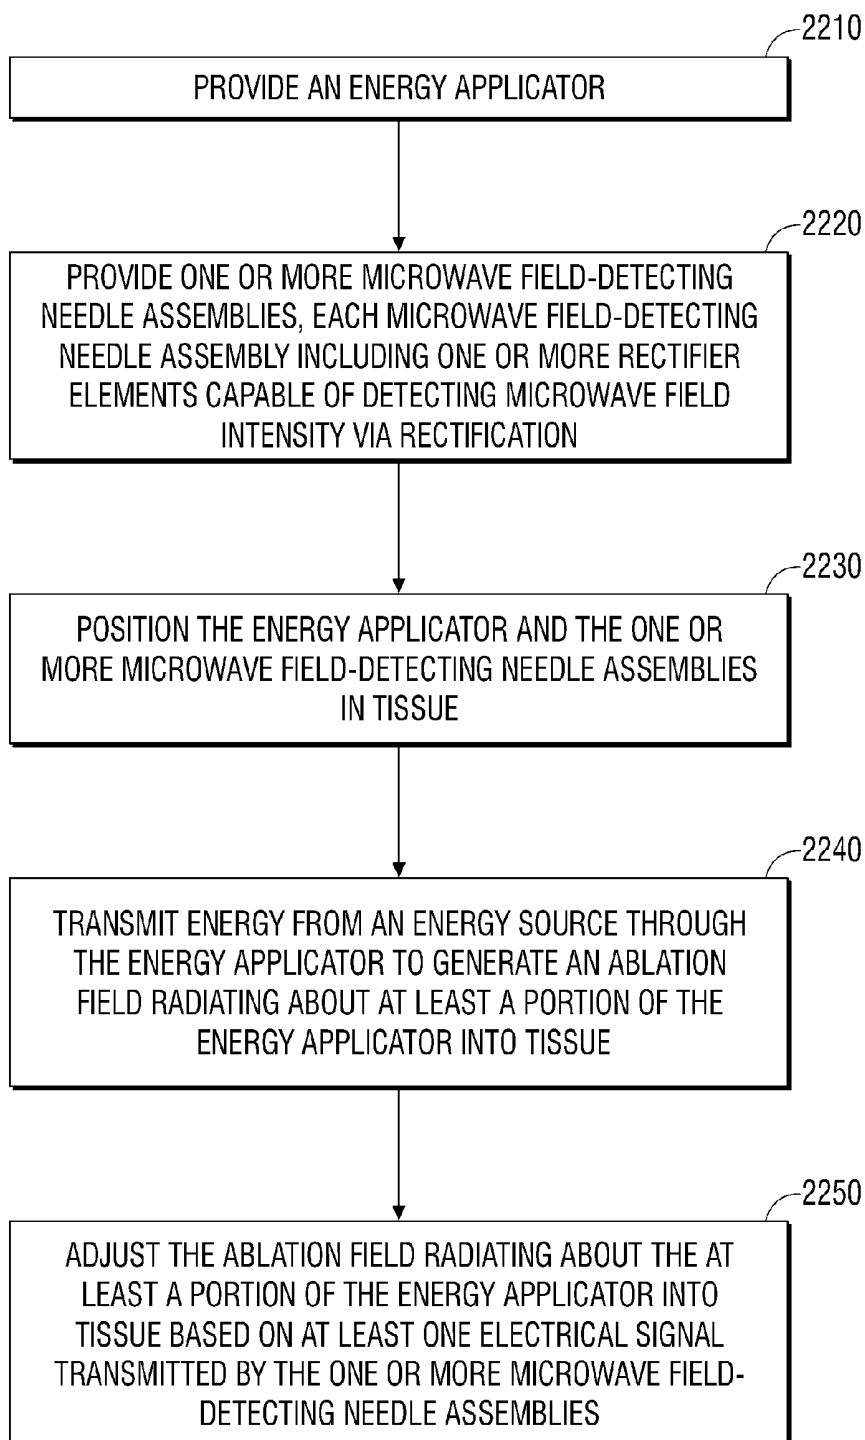 2210
PROVIDE AN ENERGY APPLICATOR
2220
PROVIDE ONE OR MORE MICROWAVE FIELD-DETECTING
NEEDLE ASSEMBLIES, EACH MICROWAVE FIELD-DETECTING
NEEDLE ASSEMBLY INCLUDING ONE OR MORE RECTIFIER
ELEMENTS CAPABLE OF DETECTING MICROWAVE FIELD
INTENSITY VIA RECTIFICATION
2230
POSITION THE ENERGY APPLICATOR AND THE ONE OR
MORE MICROWAVE FIELD-DETECTING NEEDLE ASSEMBLIES
IN TISSUE
2240
TRANSMIT ENERGY FROM AN ENERGY SOURCE THROUGH
THE ENERGY APPLICATOR TO GENERATE AN ABLATION
FIELD RADIATING ABOUT AT LEAST A PORTION OF THE
ENERGY APPLICATOR INTO TISSUE
2250
ADJUST THE ABLATION FIELD RADIATING ABOUT THE AT
LEAST A PORTION OF THE ENERGY APPLICATOR INTO
TISSUE BASED ON AT LEAST ONE ELECTRICAL SIGNAL
TRANSMITTED BY THE ONE OR MORE MICROWAVE FIELD-
DETECTING NEEDLE ASSEMBLIES